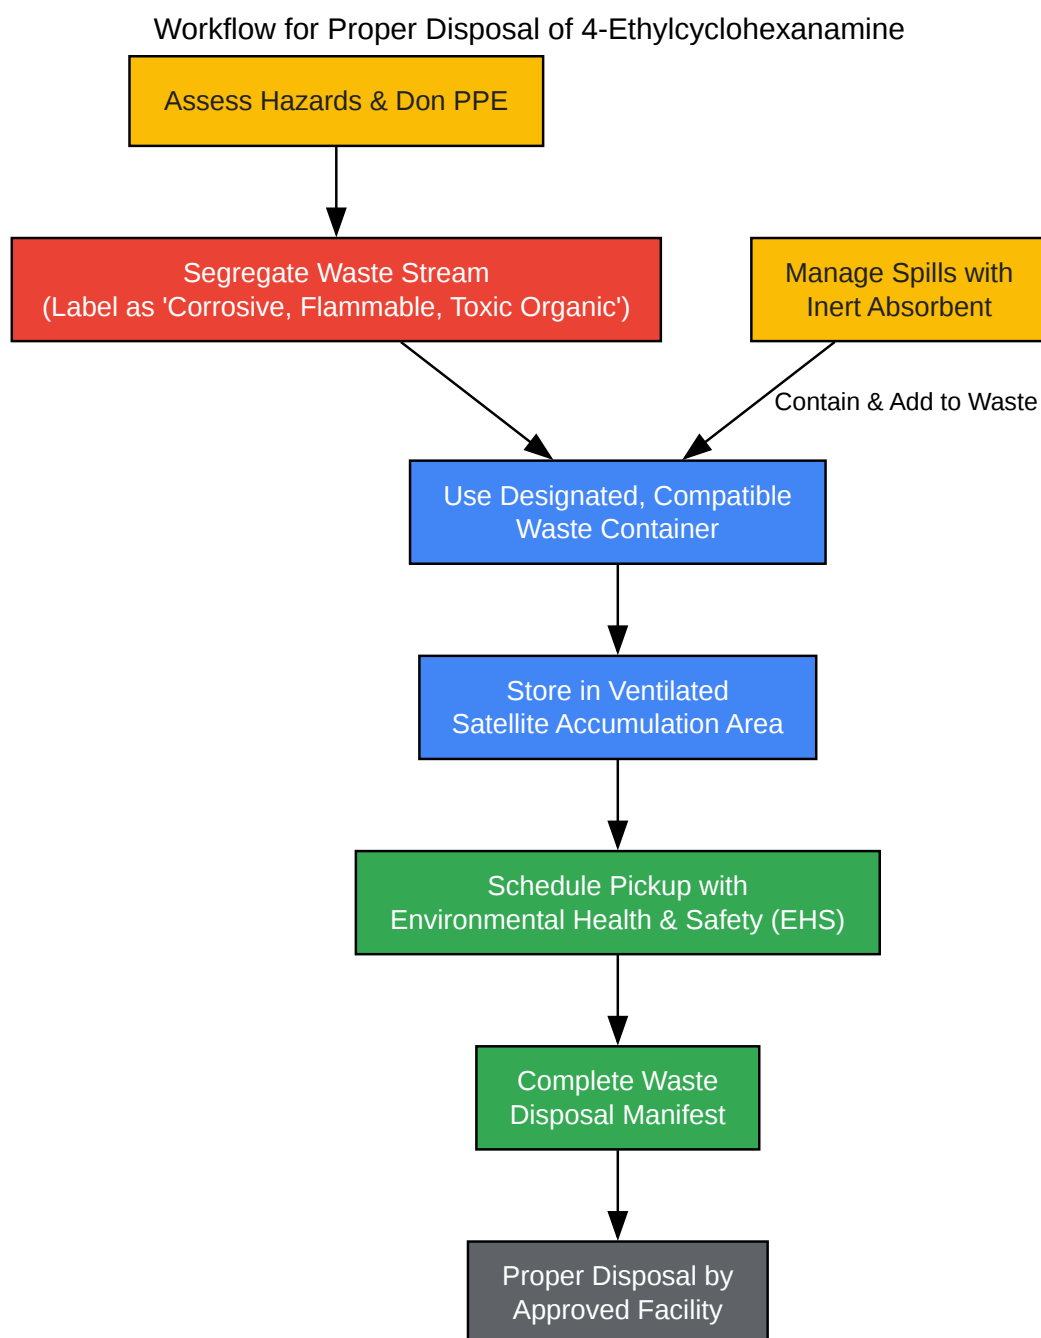 Workflow for Proper Disposal of 4-Ethylcyclohexanamine
Assess Hazards & Don PPE
Segregate Waste Stream
(Label as 'Corrosive, Flammable, Toxic Organic')
Manage Spills with
Inert Absorbent
Contain & Add to Waste
Use Designated, Compatible
Waste Container
Store in Ventilated
Satellite Accumulation Area
Schedule Pickup with
Environmental Health & Safety (EHS)
Complete Waste
Disposal Manifest
Proper Disposal by
Approved Facility